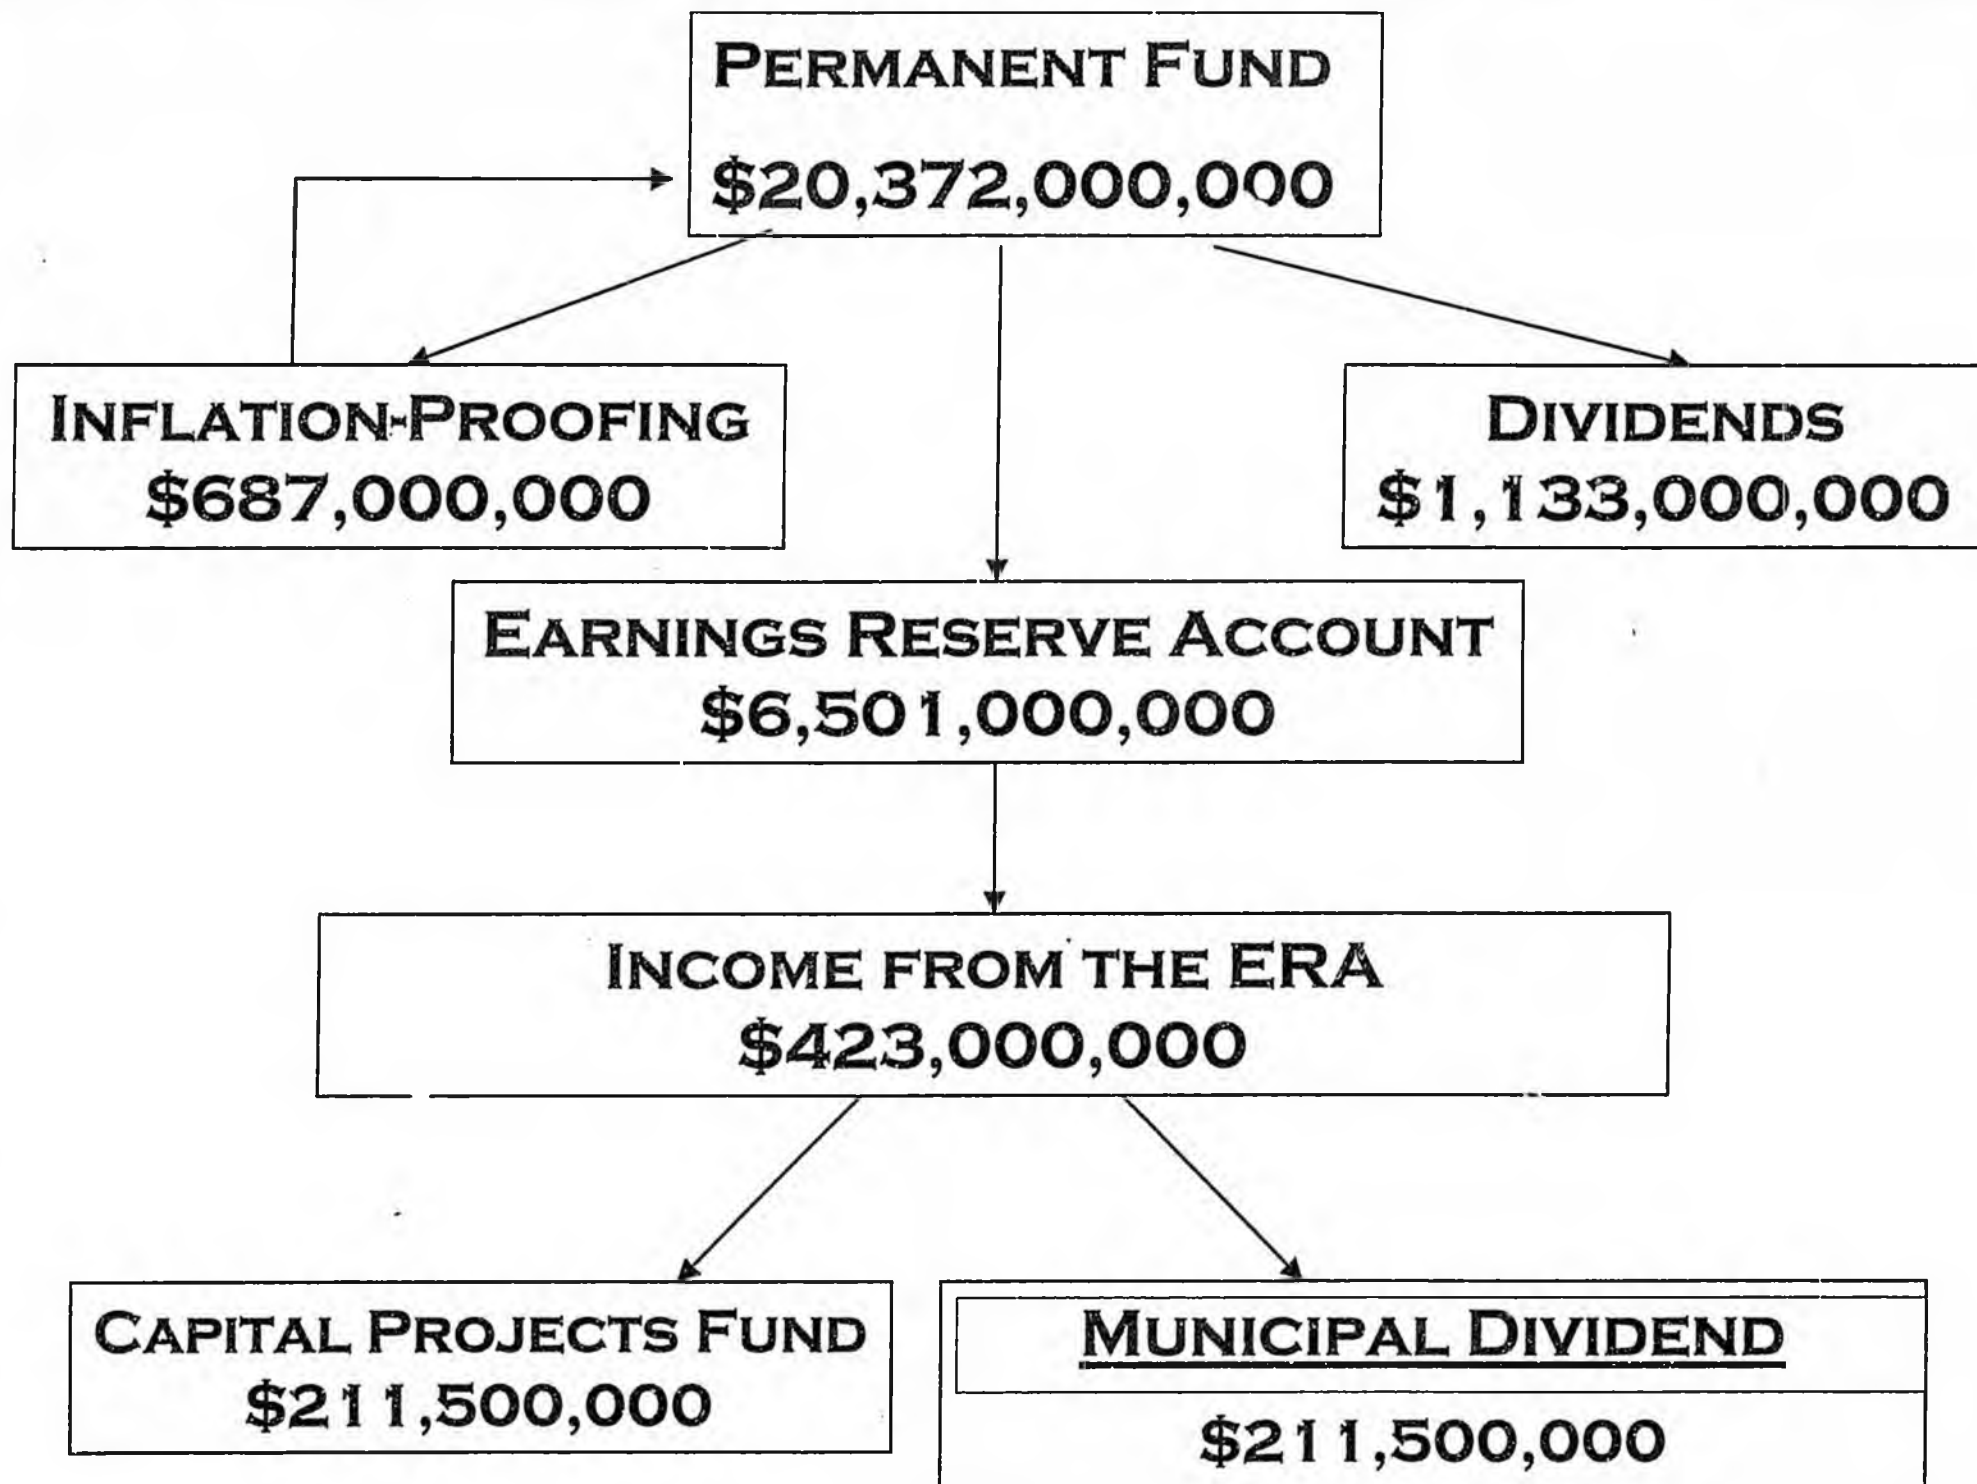 PERMANENT FUND
$20,372,000,000
INFLATION-PROOFING
$687,000,000
DIVIDENDS
$1,133,000,000
EARNINGS RESERVE ACCOUNT
$6,501,000,000
INCOME FROM THE ERA
$423,000,000
CAPITAL PROJECTS FUND
$211,500,000
MUNICIPAL DIVIDEND
$211,500,000